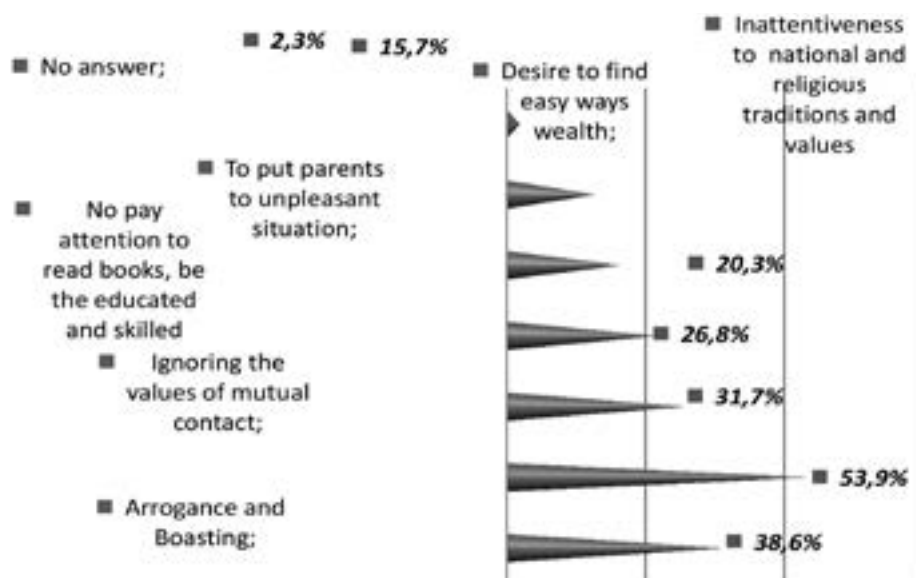 2,3%
15,7%
No answer;
Desire to find
easy ways
wealth;
Inattentiveness
to national and
religious
traditions and
values
To put parents
to unpleasant
situation;
No pay
attention to
read books, be
the educated
and skilled
20,3%
26,8%
Ignoring the
values of mutual
contact;
31,7%
53,9%
Arrogance and
Boasting;
38,6%